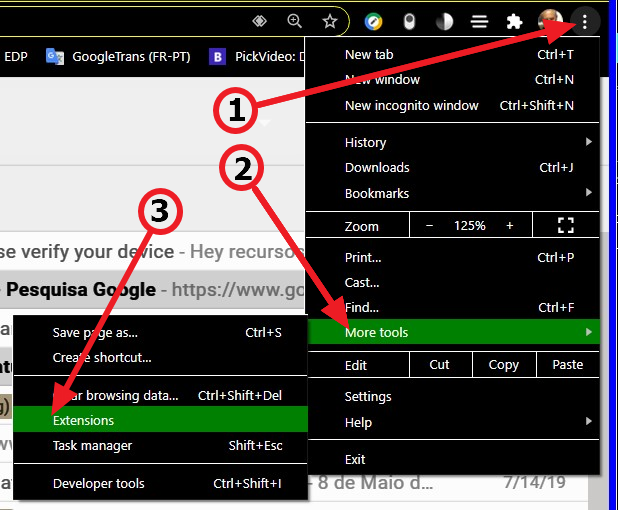 EDP GoogleTrans (FR-PT) B PickVideo: D
New tab Ctrl+T
New window Ctrl+N
1
New incognito window Ctrl+Shift+N
History
2
Downloads Ctrl+J
Bookmarks
3
Zoom − 125% +
se verify your device - Hey recursos
Print... Ctrl+P
Cast...
Pesquisa Google - https://www.go
Find... Ctrl+F
More tools
Edit Cut Copy Paste
Settings
Help
Exit
Save page as... Ctrl+S
Create shortcut...
browsing data... Ctrl+Shift+Del
Extensions
Task manager Shift+Esc
Developer tools Ctrl+Shift+I
- 8 de Maio d... 7/14/19